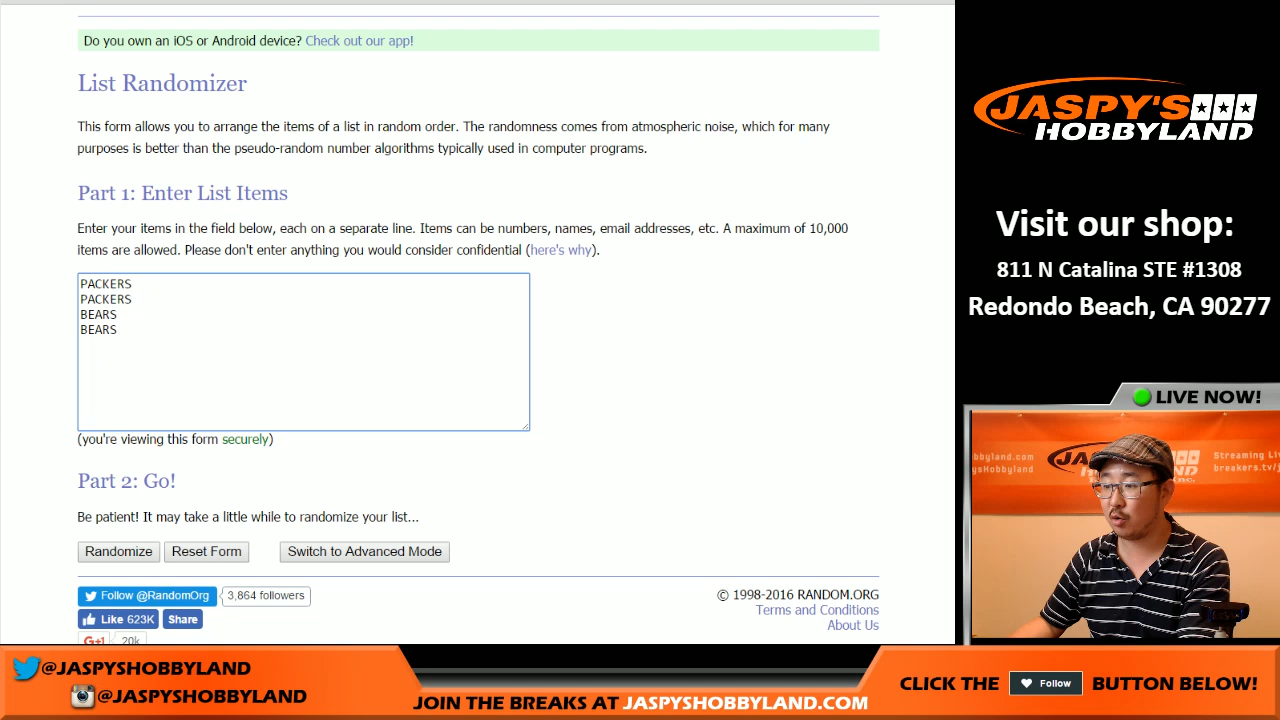 Do you own an iOS or Android device? Check out our app!
List Randomizer
This form allows you to arrange the items of a list in random order. The randomness comes from atmospheric noise, which for many
purposes is better than the pseudo-random number algorithms typically used in computer programs.
Part 1: Enter List Items
Enter your items in the field below, each on a separate line. Items can be numbers, names, email addresses, etc. A maximum of 10,000
items are allowed. Please don't enter anything you would consider confidential (here's why).
PACKERS
PACKERS
BEARS
BEARS
(you're viewing this form securely)
Part 2: Go!
Be patient! It may take a little while to randomize your list...
Randomize Reset Form Switch to Advanced Mode
Follow @RandomOrg 3,864 followers
Like 623K Share
G+1 20k
© 1998-2016 RANDOM.ORG
Terms and Conditions
About Us
JASPY'S
HOBBYLAND
Visit our shop:
811 N Catalina STE #1308
Redondo Beach, CA 90277
LIVE NOW!
Streaming
breakers.tv/
@JASPYSHOBBYLAND
@JASPYSHOBBYLAND
JOIN THE BREAKS AT JASPYSHOBBYLAND.COM
CLICK THE Follow BUTTON BELOW!